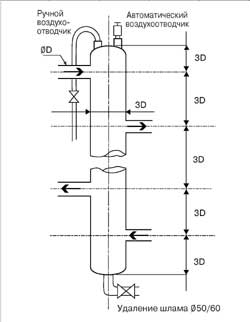 Ручной
воздухо-
отводчик
Автоматический
воздухоотводчик
ØD
3D
3D
3D
3D
3D
3D
Удаление шлама Ø50/60